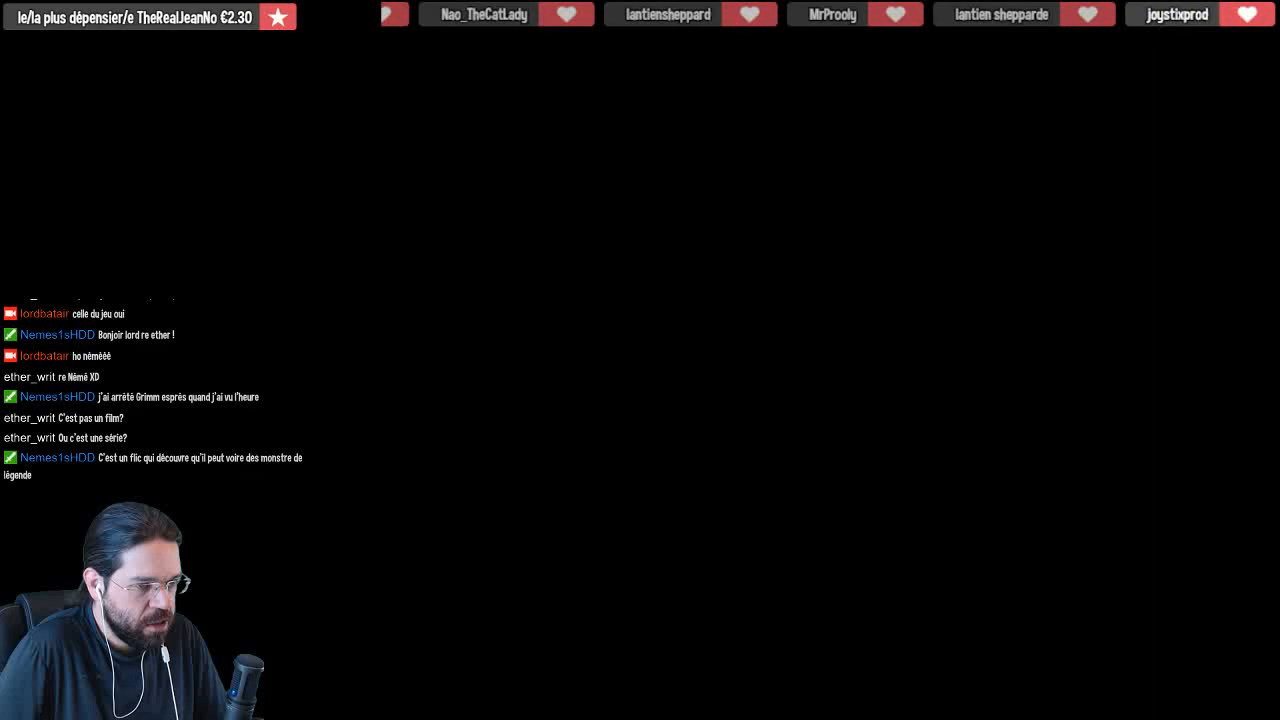 le/la plus dépensier/e TheRealJeanNo €2.30
Nao_TheCatLady
lantiensheppard
MrProoly
lantien shepparde
joystixprod
lordbatair celle du jeu oui
Nemes1sHDD Bonjoir lord re ether !
lordbatair ho néméêê
ether_writ re Némé XD
Nemes1sHDD j'ai arrêté Grimm esprés quand j'ai vu l'heure
ether_writ C'est pas un film?
ether_writ Ou c'est une série?
Nemes1sHDD C'est un flic qui découvre qu'il peut voire des monstre de
légende